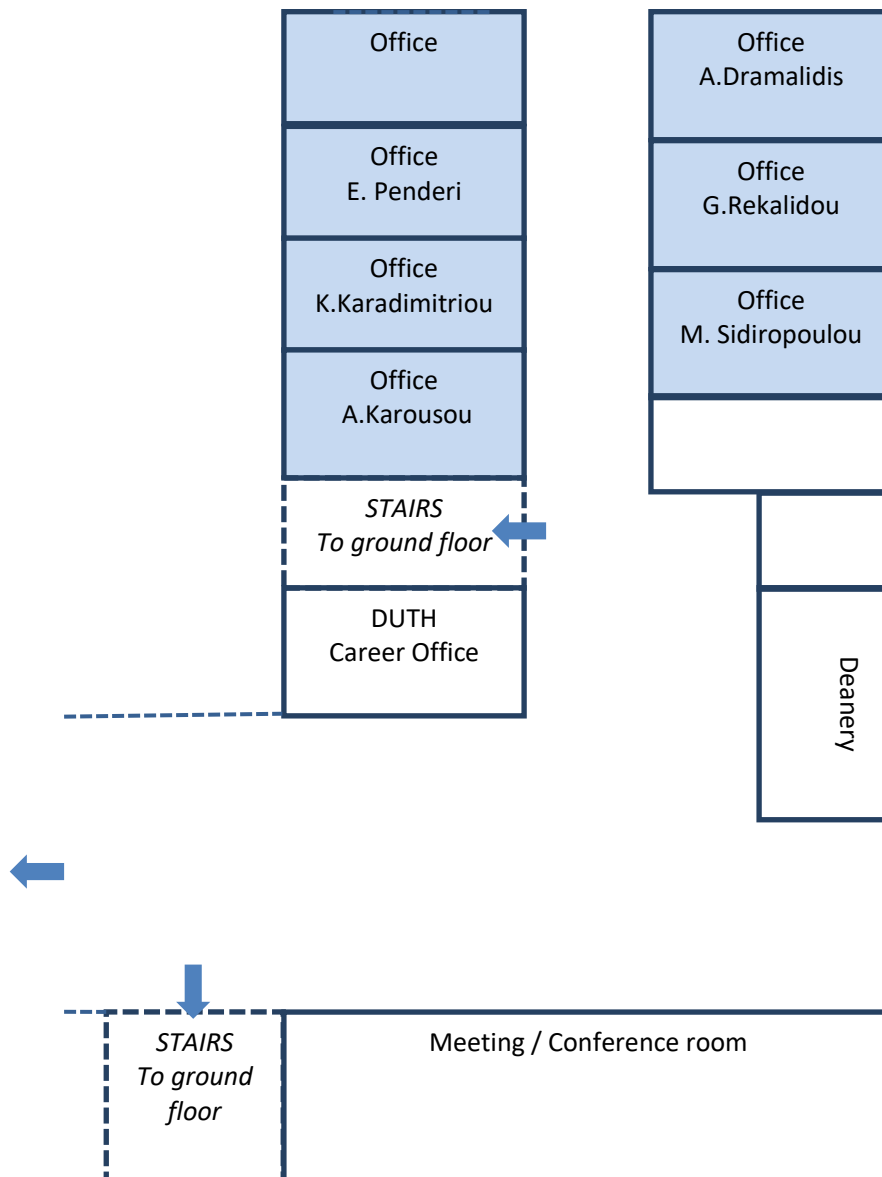 Office
Office
E. Penderi
Office
K.Karadimitriou
Office
A.Karousou
STAIRS
To ground floor
DUTH
Career Office
Office
A.Dramalidis
Office
G.Rekalidou
Office
M. Sidiropoulou
Deanery
STAIRS
To ground
floor
Meeting / Conference room